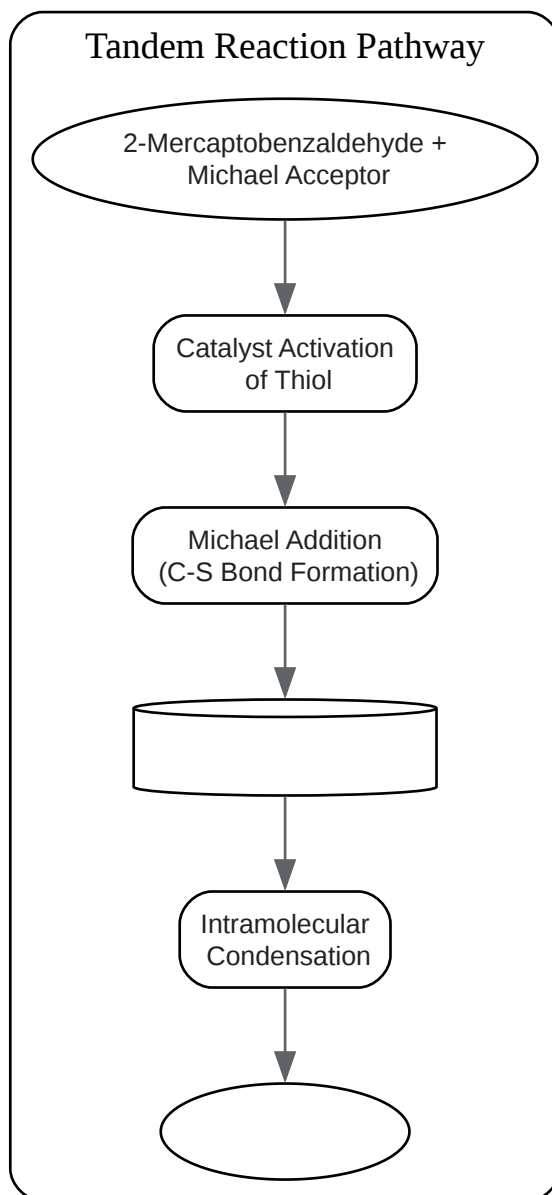 Tandem Reaction Pathway
2-Mercaptobenzaldehyde +
Michael Acceptor
Catalyst Activation
of Thiol
Michael Addition
(C-S Bond Formation)
Intramolecular
Condensation